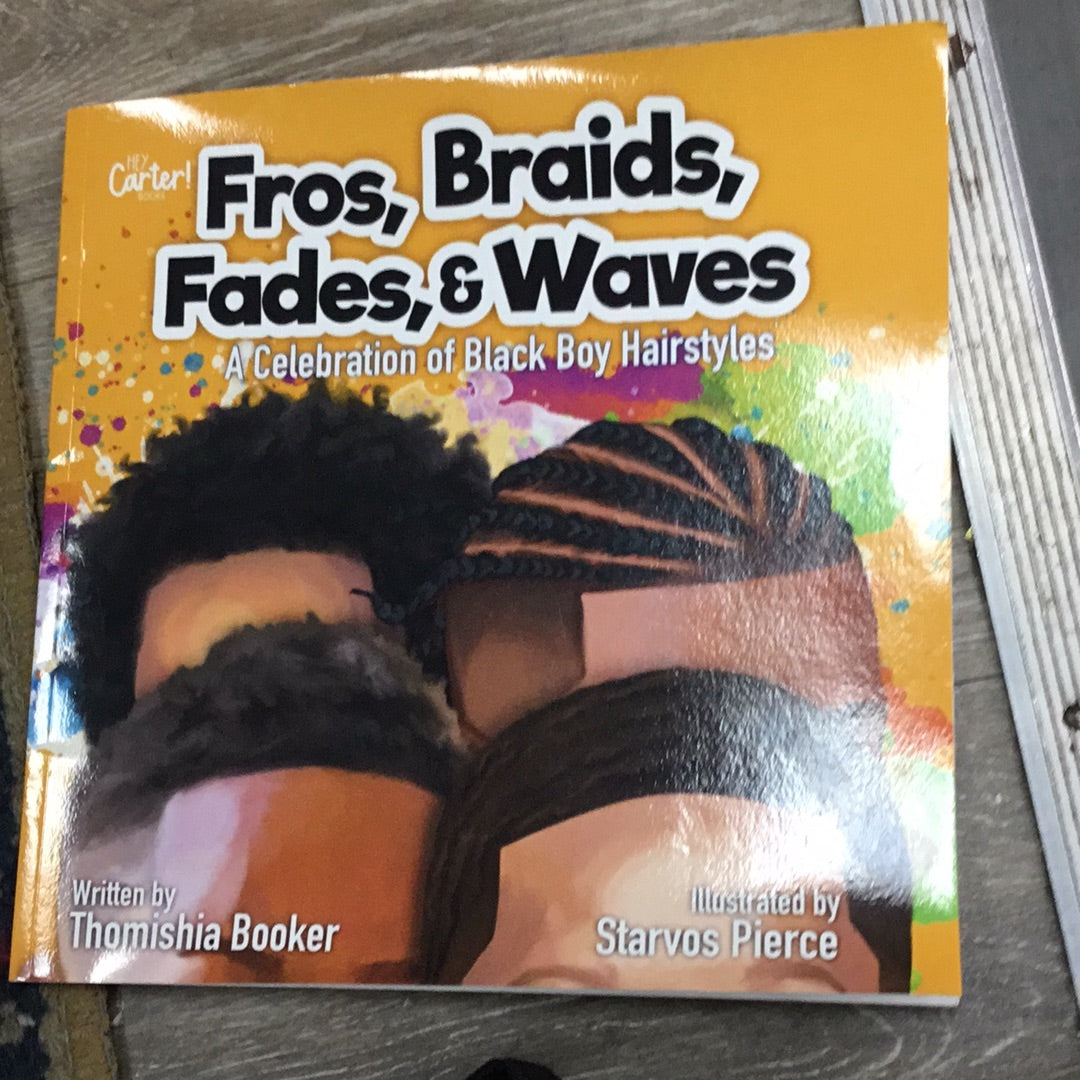 HEY
Carter!
BOOKS
Fros, Braids,
Fades, & Waves
A Celebration of Black Boy Hairstyles
Written by
Thomishia Booker
Illustrated by
Starvos Pierce